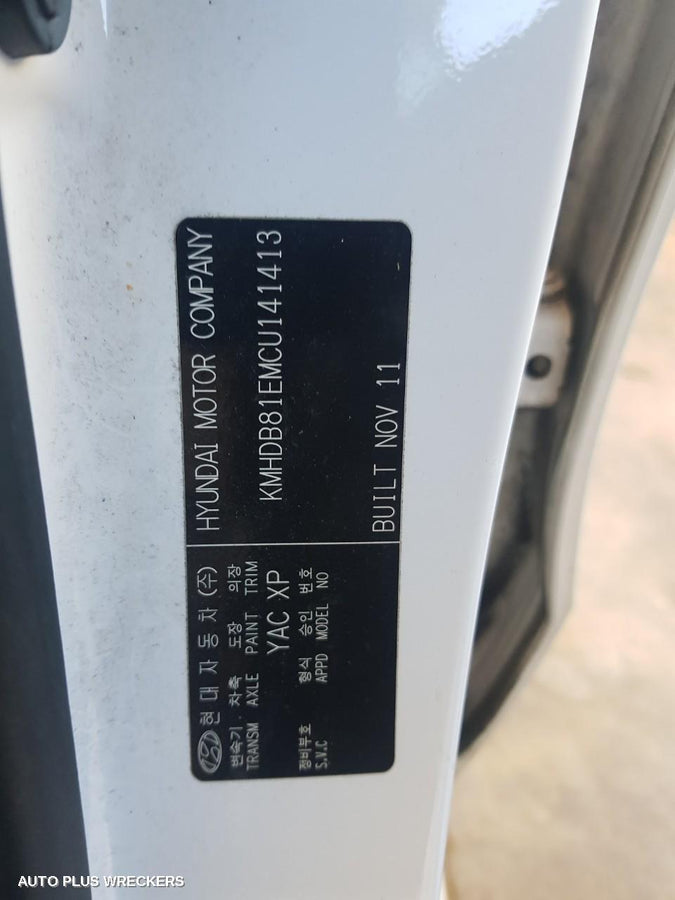 현대자동차(주) HYUNDAI MOTOR COMPANY
변속기 . 차축 도장 의장
TRANSM AXLE PAINT TRIM
YAC XP KMHDB81EMCU141413
정비부호 형식 승인 번호
S.V.C APPD MODEL NO
BUILT NOV 11
AUTO PLUS WRECKERS